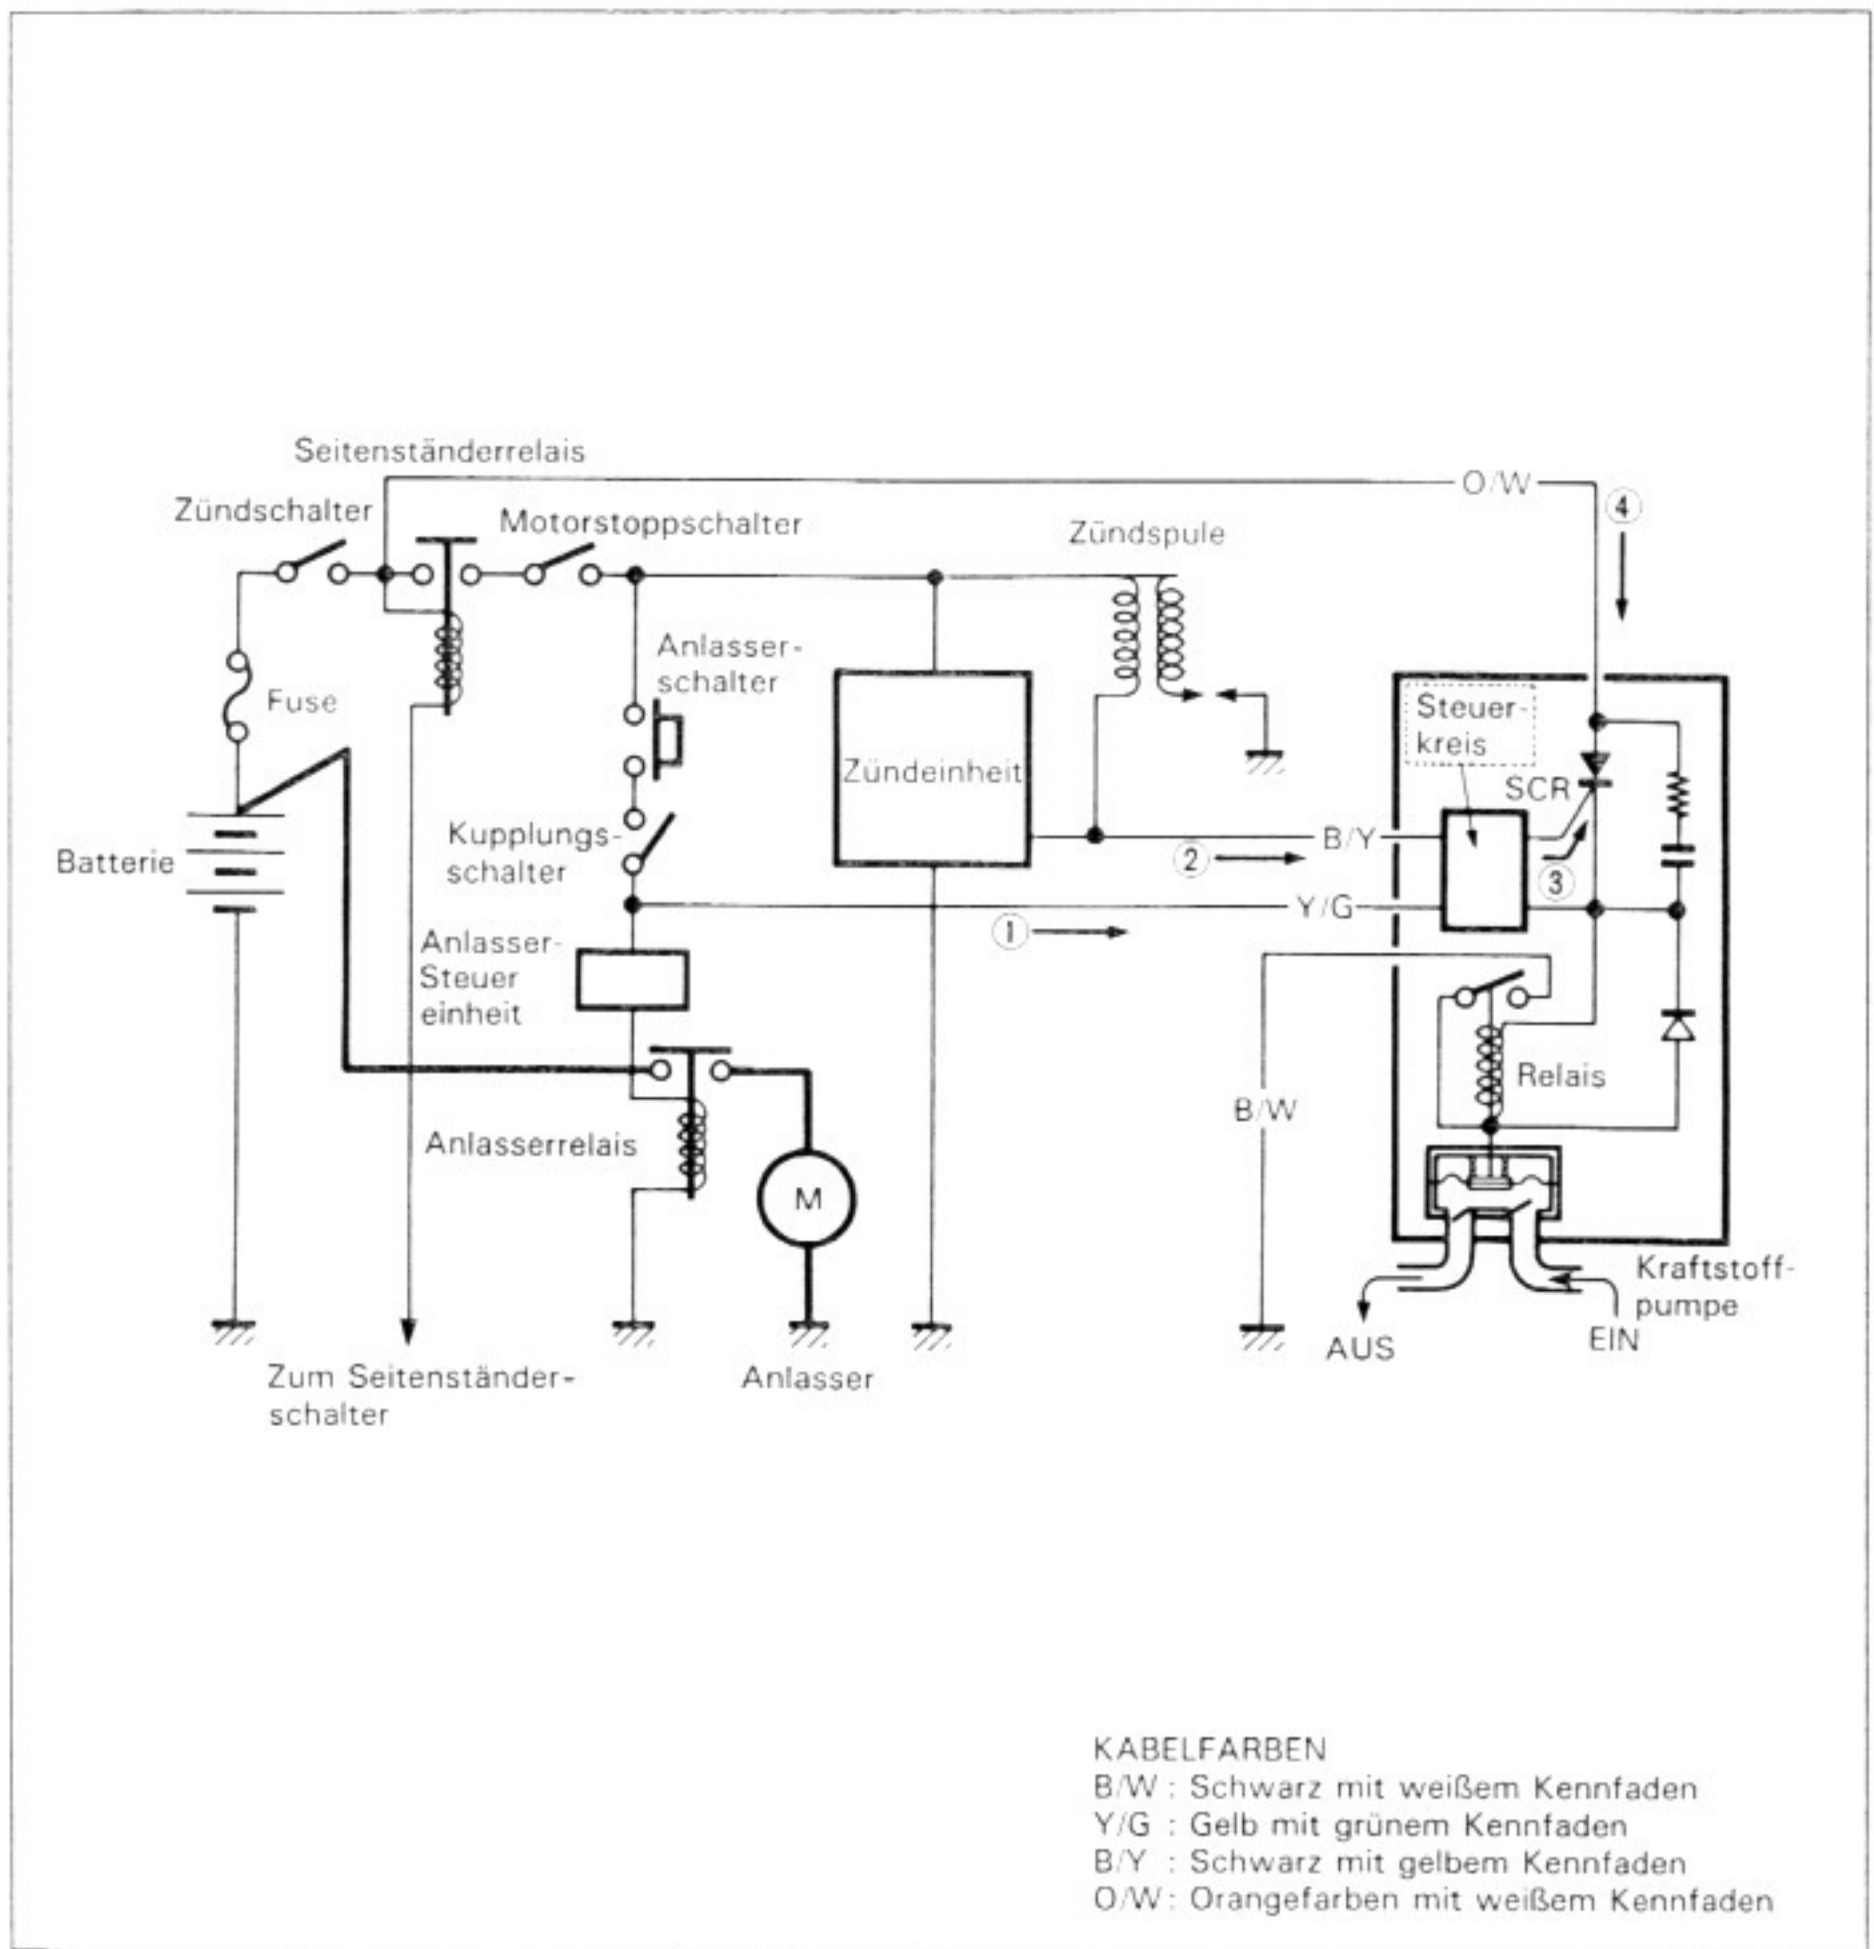 Seitenständerrelais
Zündschalter
Motorstoppschalter
Zündspule
O/W
4
Fuse
Anlasser-
schalter
Zündeinheit
Steuer-
kreis
SCR
Batterie
Kupplungs-
schalter
B/Y
2
3
Y/G
1
Anlasser-
Steuer
einheit
Relais
B/W
Anlasserrelais
M
Kraftstoff-
pumpe
AUS
EIN
Zum Seitenständer-
schalter
Anlasser
KABELFARBEN
B/W : Schwarz mit weißem Kennfaden
Y/G : Gelb mit grünem Kennfaden
B/Y : Schwarz mit gelbem Kennfaden
O/W : Orangefarben mit weißem Kennfaden